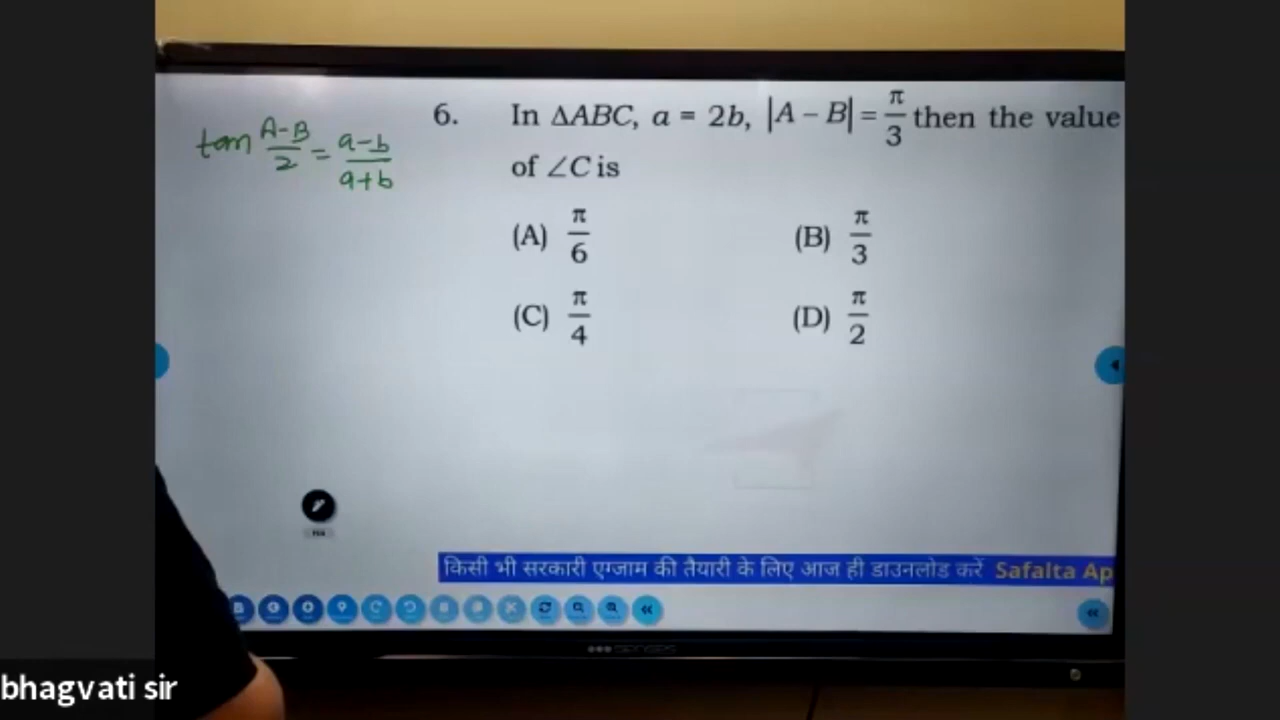 6. In ΔABC, a = 2b, |A – B| = π/3 then the value
of ∠C is
(A) π/6 (B) π/3
(C) π/4 (D) π/2
tan A-B/2 = a-b/a+b
किसी भी सरकारी एग्जाम की तैयारी के लिए आज ही डाउनलोड करें Safalta Ap
bhagvati sir